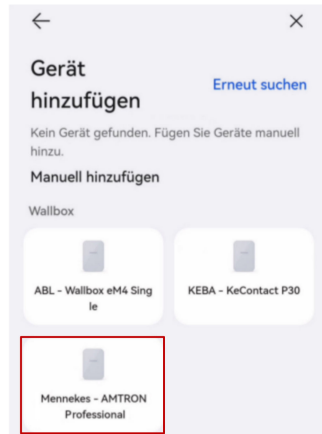 Gerät
hinzufügen
Erneut suchen
Kein Gerät gefunden. Fügen Sie Geräte manuell
hinzu.
Manuell hinzufügen
Wallbox
ABL - Wallbox eM4 Sing
le
KEBA - KeContact P30
Mennekes - AMTRON
Professional